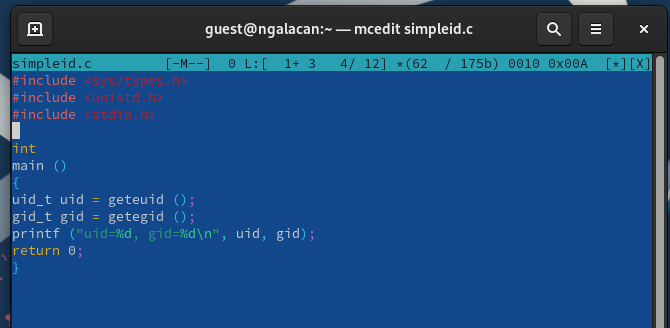 guest@ngalacan:~ — mcedit simpleid.c
simpleid.c [-M--] 0 L:[ 1+ 3 4/ 12] *(62 / 175b) 0010 0x00A [*][X]
#include <sys/types.h>
#include <unistd.h>
#include <stdio.h>
int
main ()
{
uid_t uid = geteuid ();
gid_t gid = getegid ();
printf ("uid=%d, gid=%d\n", uid, gid);
return 0;
}